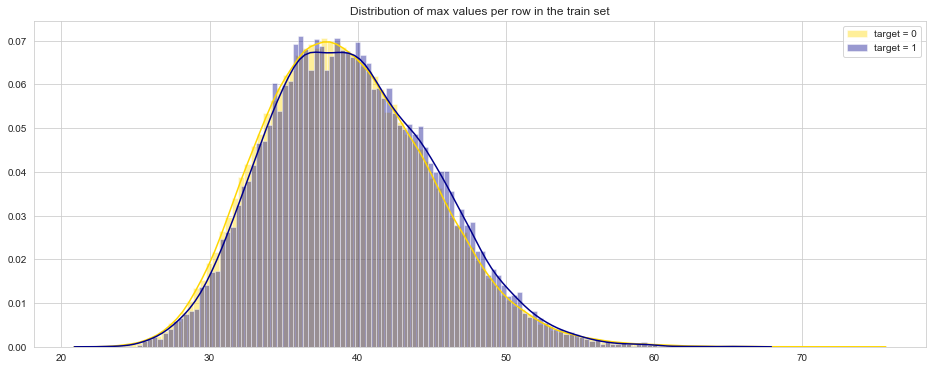 Distribution of max values per row in the train set
target = 0
target = 1
0.07
0.06
0.05
0.04
0.03
0.02
0.01
0.00
20 30 40 50 60 70